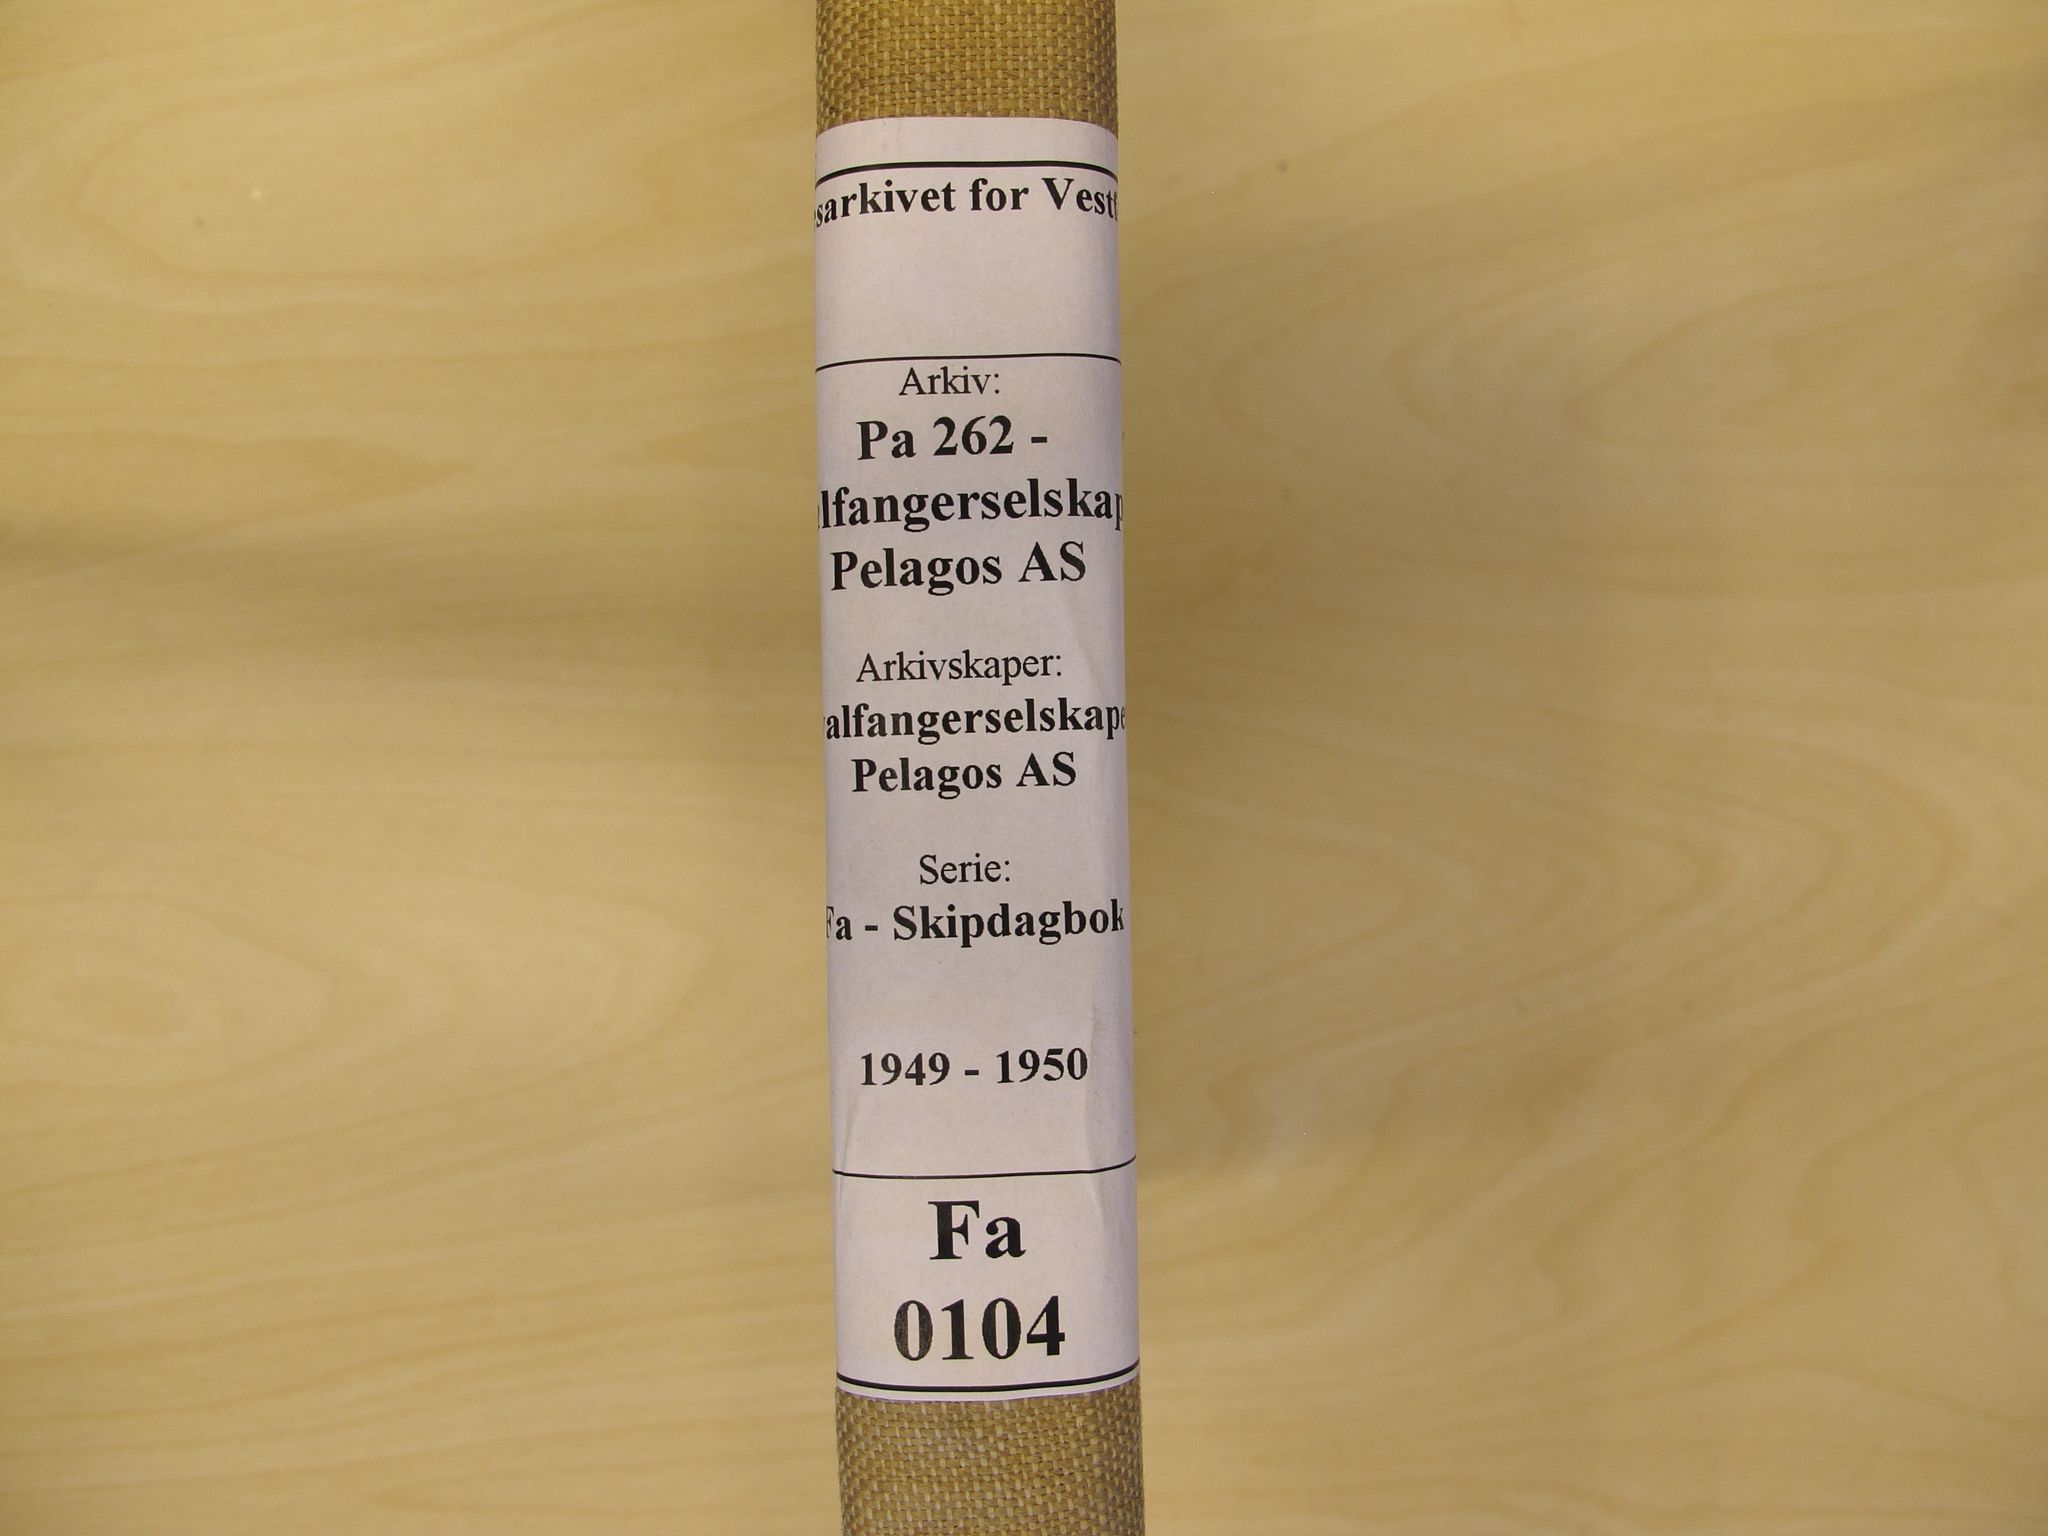 sarkivet for Vest
Arkiv:
Pa 262 -
alfangerselskap
Pelagos AS
Arkivskaper:
valfangerselskape
Pelagos AS
Serie:
Fa - Skipdagbok
1949 - 1950
Fa
0104